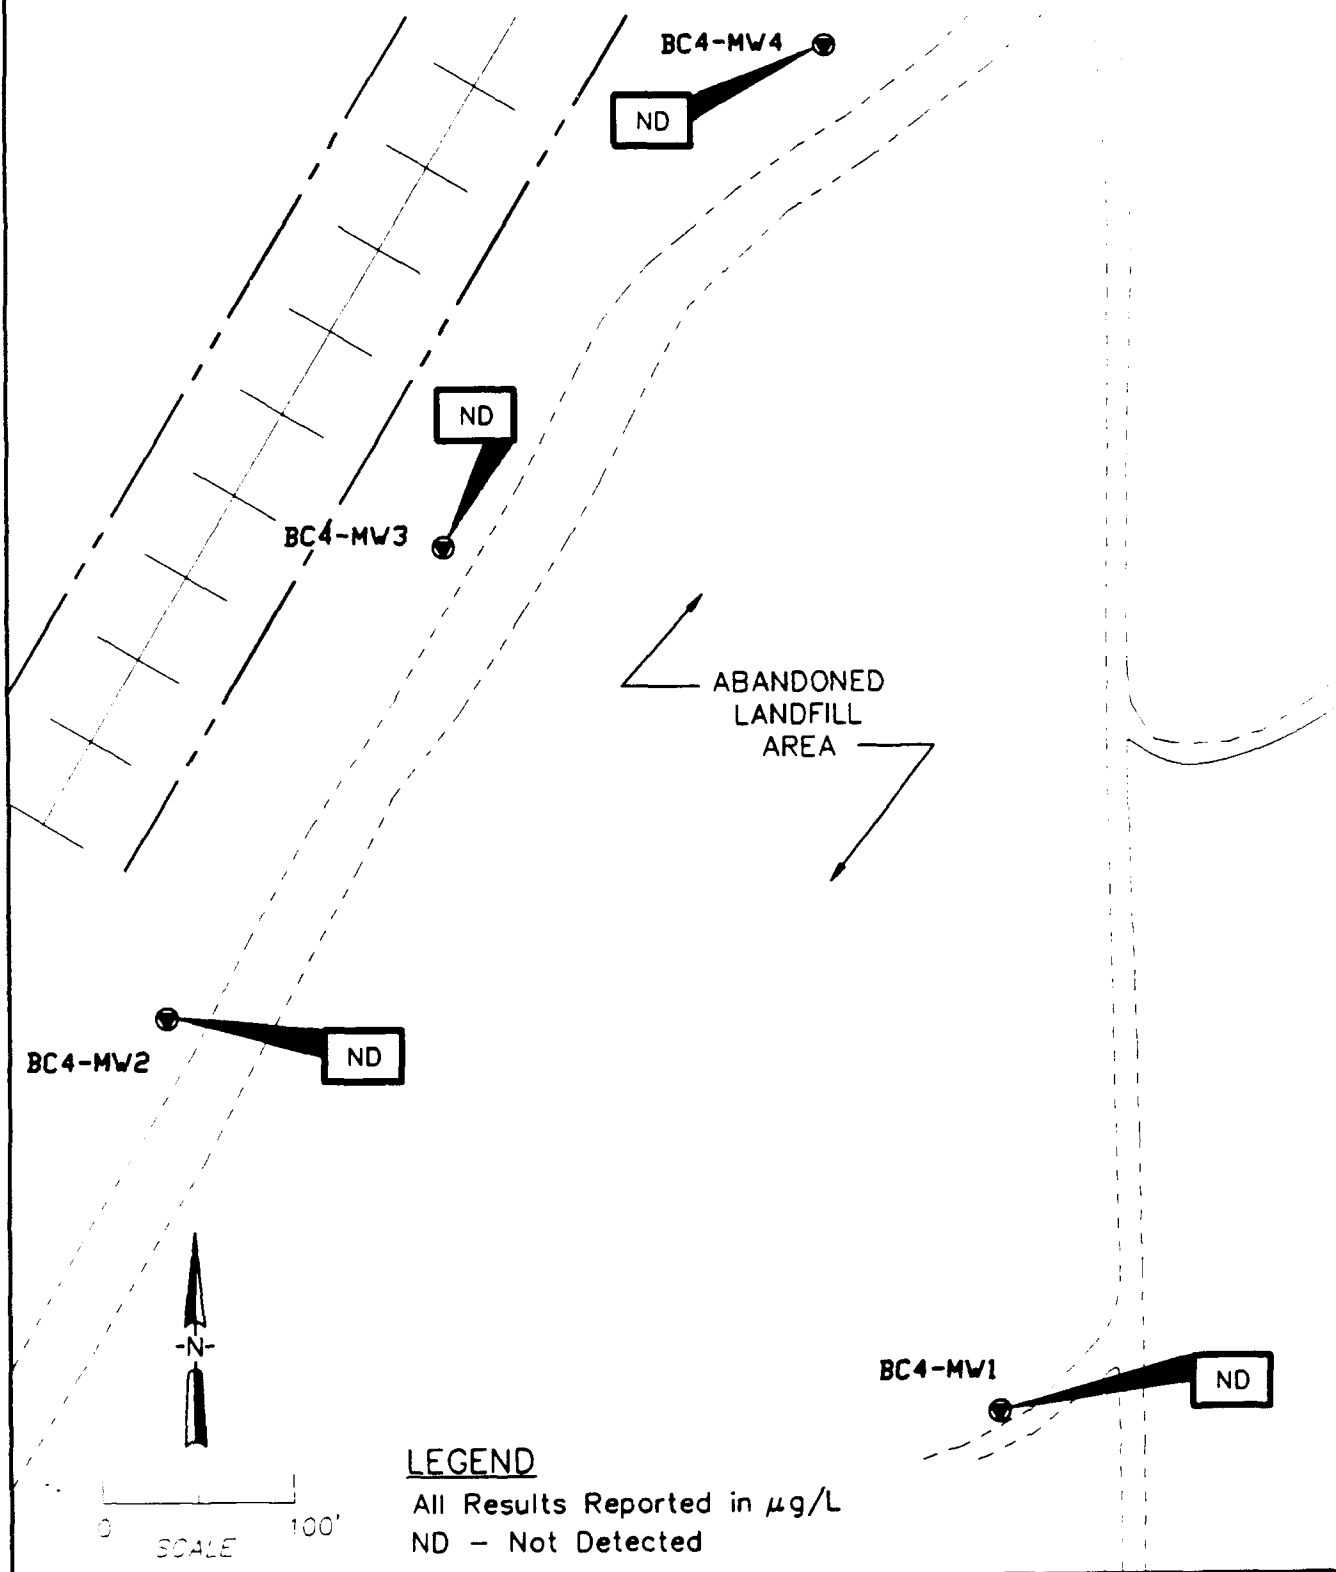 BC4-MW4
ND
ND
BC4-MW3
ABANDONED
LANDFILL
AREA
ND
BC4-MW2
-N-
BC4-MW1
ND
LEGEND
All Results Reported in μg/L
ND - Not Detected
0 100'
SCALE